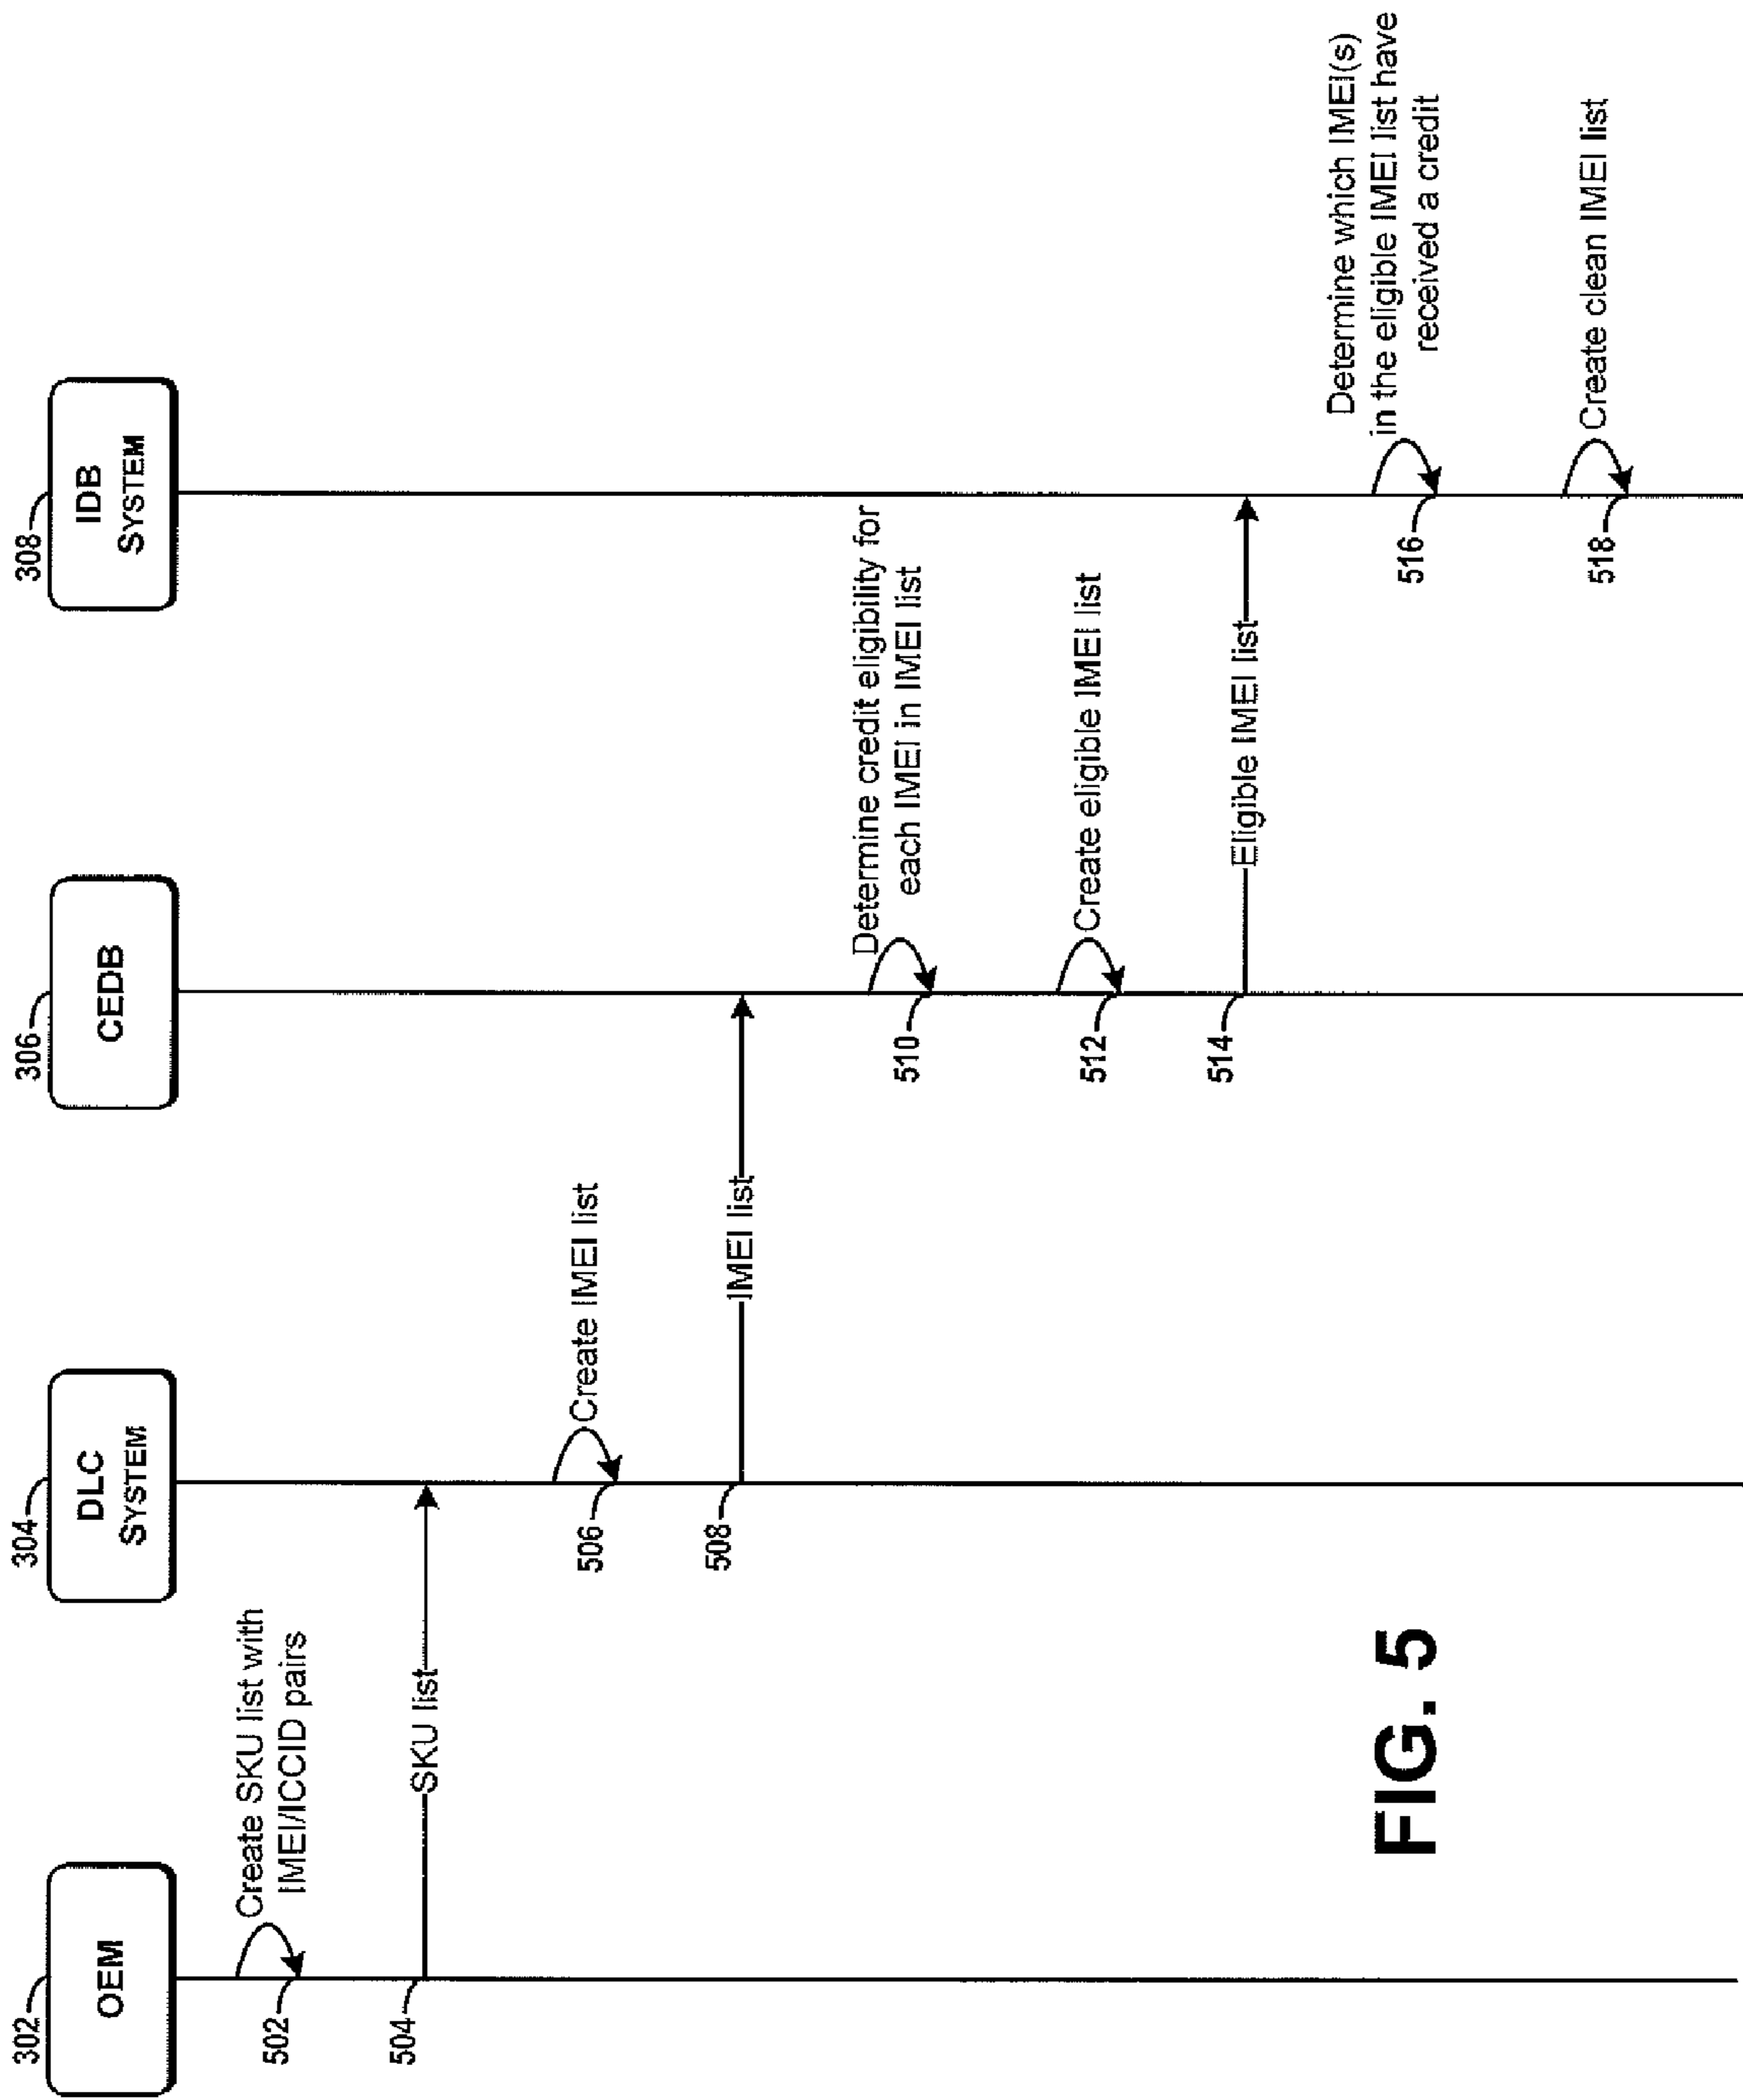 302
OEM
304
DLC
SYSTEM
306
CEDB
308
IDB
SYSTEM
502
Create SKU list with
IMEI/ICCID pairs
504
SKU list
506
Create IMEI list
508
IMEI list
510
Determine credit eligibility for
each IMEI in IMEI list
512
Create eligible IMEI list
514
Eligible IMEI list
516
Determine which IMEI(s)
in the eligible IMEI list have
received a credit
518
Create clean IMEI list
FIG. 5